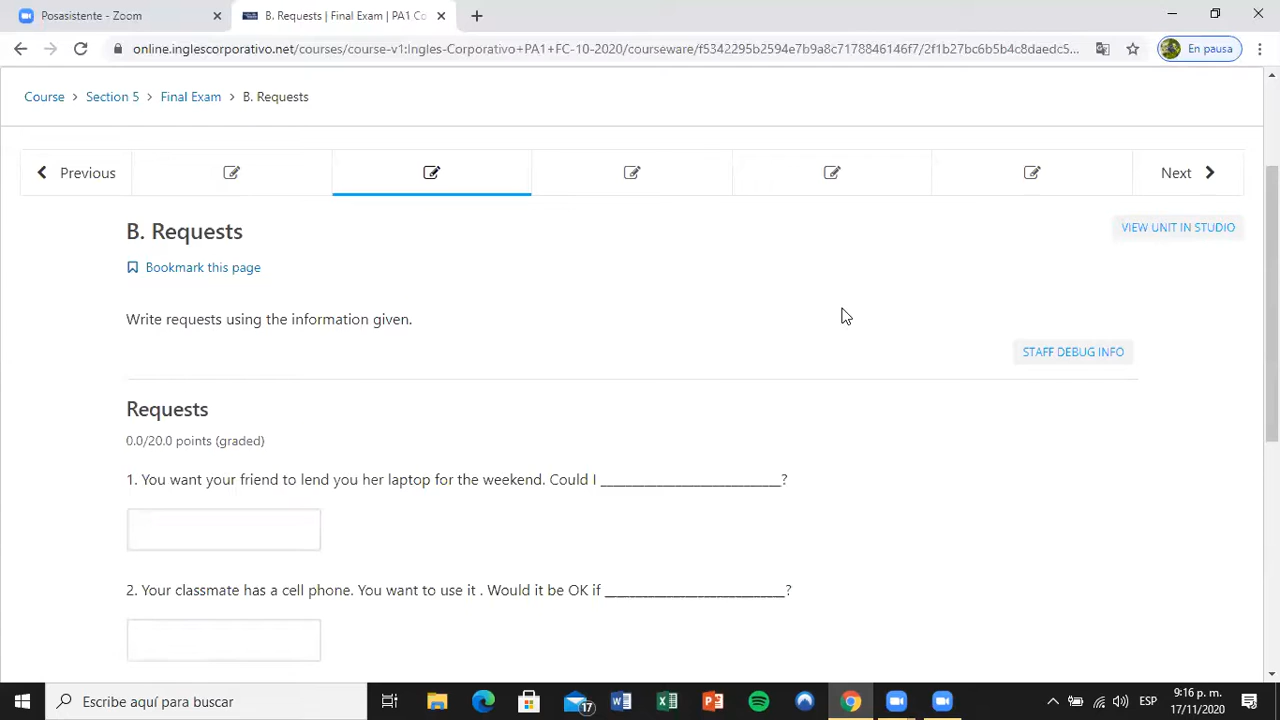 Posasistente - Zoom
B. Requests | Final Exam | PA1 Co
online.inglescorporativo.net/courses/course-v1:Ingles-Corporativo+PA1+FC-10-2020/courseware/f5342295b2594e7b9a8c7178846146f7/2f1b27bc6b5b4c8daedc5...
En pausa
Course > Section 5 > Final Exam > B. Requests
Previous
Next
B. Requests
VIEW UNIT IN STUDIO
Bookmark this page
Write requests using the information given.
STAFF DEBUG INFO
Requests
0.0/20.0 points (graded)
1. You want your friend to lend you her laptop for the weekend. Could I ___________________________?
2. Your classmate has a cell phone. You want to use it . Would it be OK if ___________________________?
Escribe aquí para buscar
17
ESP
9:16 p. m.
17/11/2020